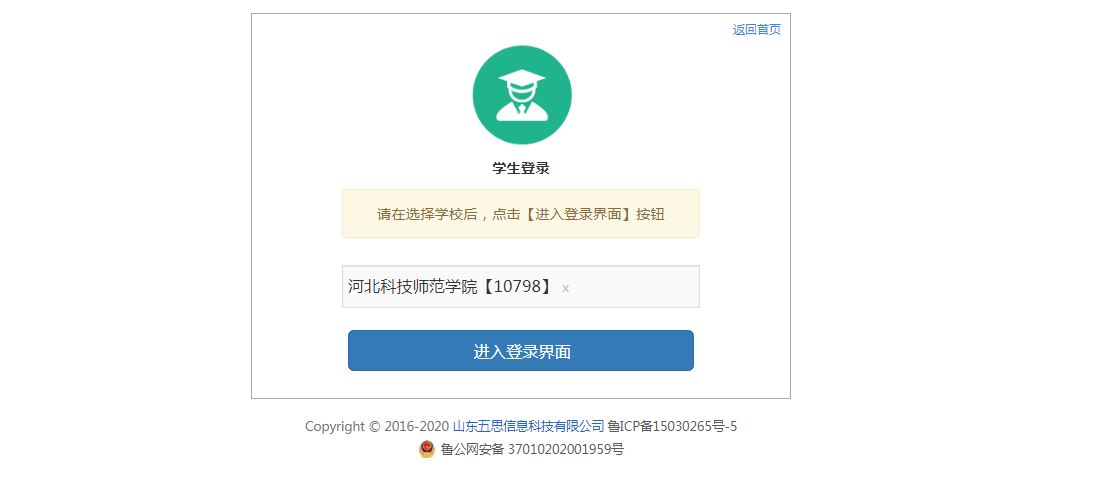 返回首页
学生登录
请在选择学校后，点击【进入登录界面】按钮
河北科技师范学院【10798】 x
进入登录界面
Copyright © 2016-2020 山东五思信息科技有限公司 鲁ICP备15030265号-5
鲁公网安备 37010202001959号